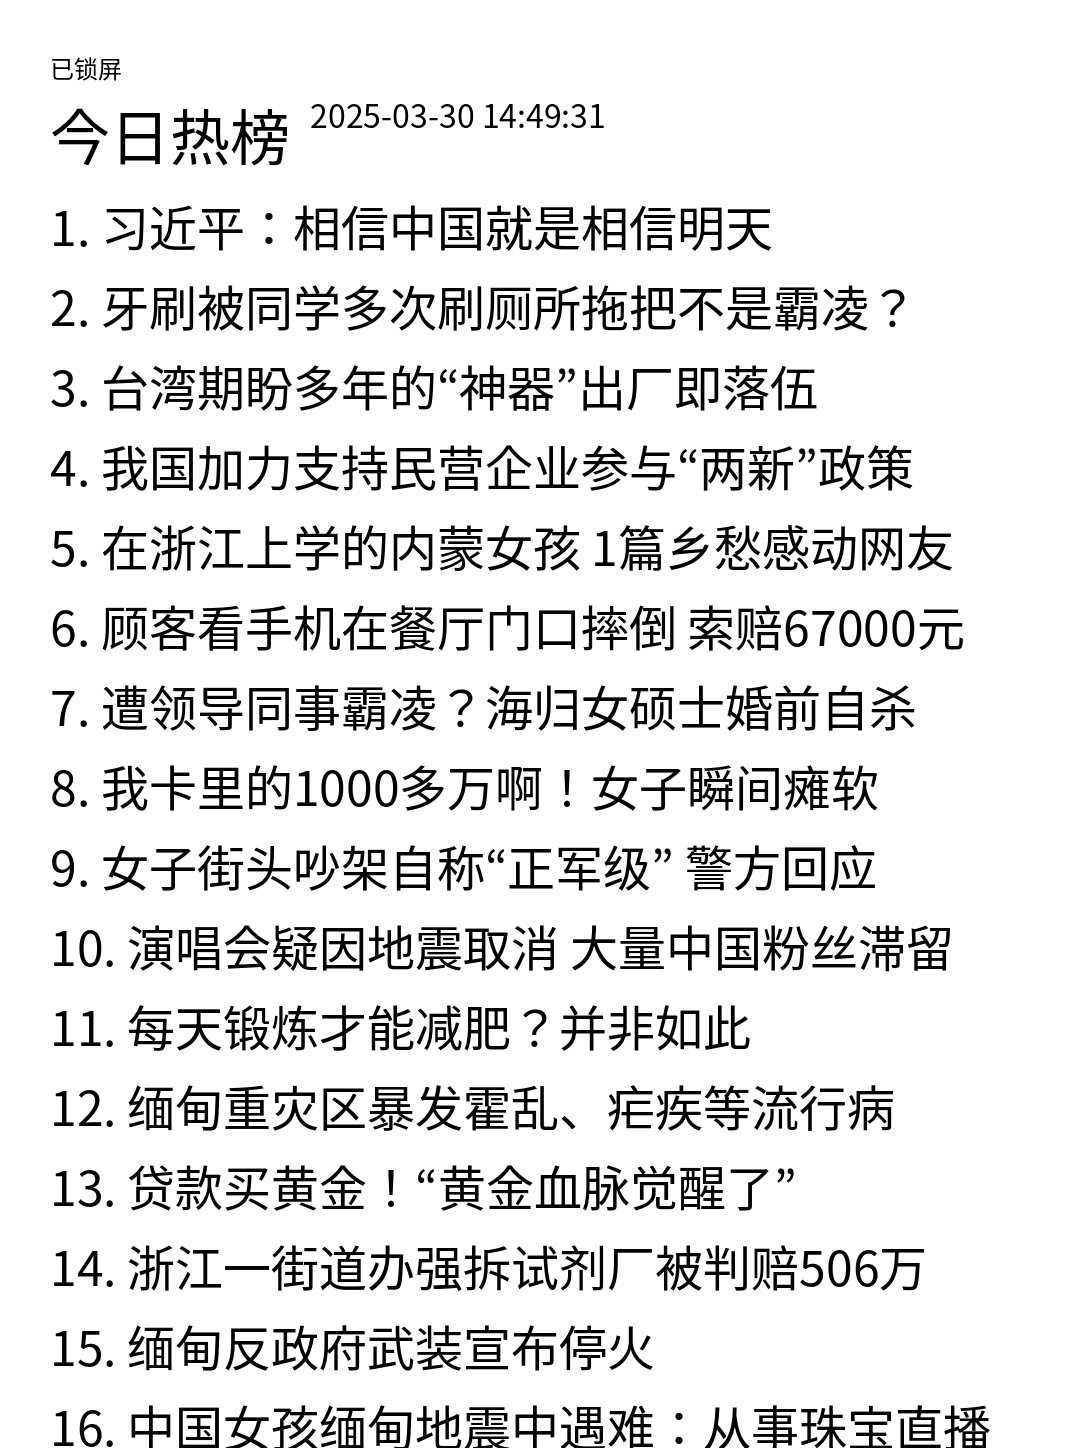 已锁屏
今日热榜 2025-03-30 14:49:31
1. 习近平：相信中国就是相信明天
2. 牙刷被同学多次刷厕所拖把不是霸凌？
3. 台湾期盼多年的“神器”出厂即落伍
4. 我国加力支持民营企业参与“两新”政策
5. 在浙江上学的内蒙女孩 1篇乡愁感动网友
6. 顾客看手机在餐厅门口摔倒 索赔67000元
7. 遭领导同事霸凌？海归女硕士婚前自杀
8. 我卡里的1000多万啊！女子瞬间瘫软
9. 女子街头吵架自称“正军级” 警方回应
10. 演唱会疑因地震取消 大量中国粉丝滞留
11. 每天锻炼才能减肥？并非如此
12. 缅甸重灾区暴发霍乱、疟疾等流行病
13. 贷款买黄金！“黄金血脉觉醒了”
14. 浙江一街道办强拆试剂厂被判赔506万
15. 缅甸反政府武装宣布停火
16. 中国女孩缅甸地震中遇难：从事珠宝直播